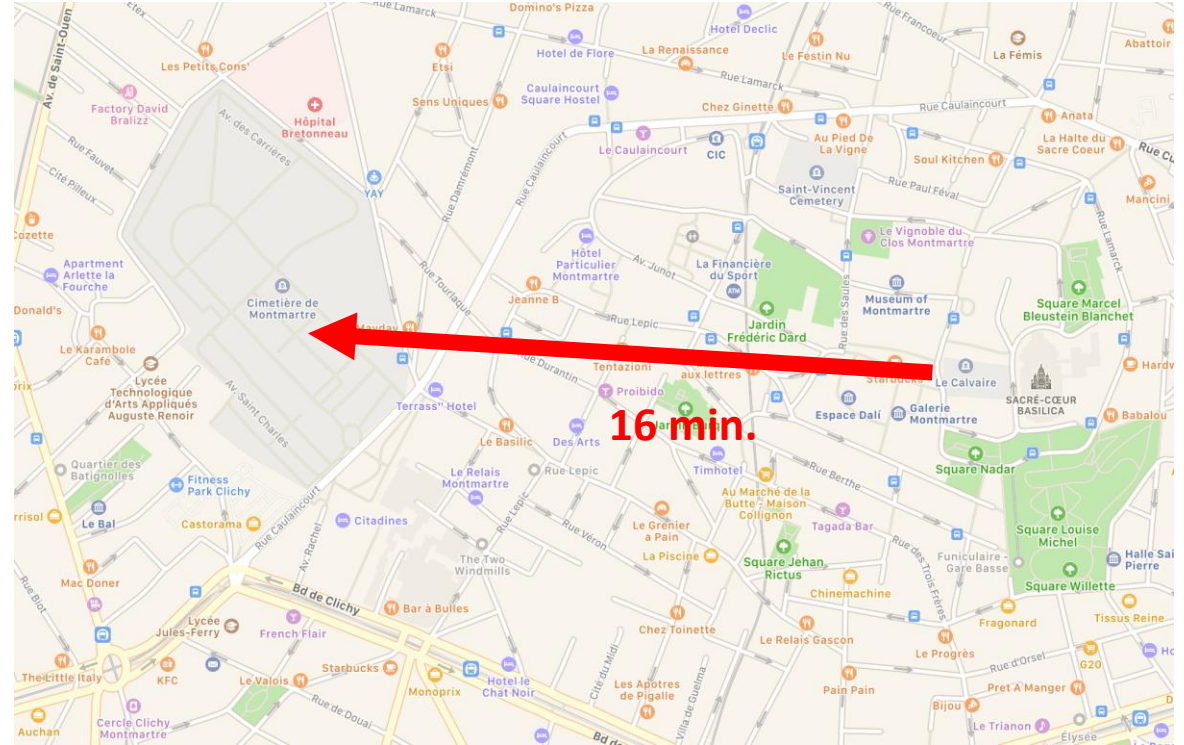 Rue Lamarck
Domino's Pizza
Hotel Declic
Rue Francoeur
Etex
Av. de Saint-Ouen
Les Petits Cons'
Etsi
Hotel de Flore
La Renaissance
Le Festin Nu
La Fémis
Abattoir
Rue Lamarck
Factory David
Bralizz
Hôpital
Bretonneau
Sens Uniques
Caulaincourt
Square Hostel
Chez Ginette
Rue Caulaincourt
Anata
Av. des Carrières
Le Caulaincourt
CIC
Au Pied De
La Vigne
Soul Kitchen
La Halte du
Sacre Coeur
Rue Cu
Rue Fauvet
Cité Pilleux
YAY
Rue Damrémont
Rue Caulaincourt
Saint-Vincent
Cemetery
Rue Paul Féval
Mancini
Cozette
Le Vignoble du
Clos Montmartre
Rue Lamarck
Apartment
Arlette la
Fourche
Hôtel
Particulier
Montmartre
Av. Junot
La Financière
du Sport
ATM
Rue Tourlaque
Cimetière de
Montmartre
Jeanne B
Rue des Saules
Museum of
Montmartre
Square Marcel
Bleustein Blanchet
Donald's
Rue Lepic
Jardin
Frédéric Dard
Le Karambole
Café
Rue Durantin
Tentazioni
aux lettres
Starbucks
Le Calvaire
Hardw
Lycée
Technologique
d'Arts Appliqués
Auguste Renoir
Av. Saint Charles
Terrass'' Hotel
Proibido
16 min.
Espace Dalí
Galerie
Montmartre
SACRÉ-CŒUR
BASILICA
Babalou
Le Basilic
Des Arts
Quartier des
Batignolles
Fitness
Park Clichy
Le Relais
Montmartre
Rue Lepic
Timhotel
Rue Berthe
Square Nadar
Au Marché de la
Butte - Maison
Collignon
Le Bal
Castorama
Rue Caulaincourt
Av. Rachel
Citadines
Rue Lepic
Rue Véron
Le Grenier
a Pain
Tagada Bar
Square Louise
Michel
The Two
Windmills
La Piscine
Square Jehan
Rictus
Rue des Trois Frères
Funiculaire -
Gare Basse
Halle Sai
Pierre
Mac Doner
Rue Biot
Bd de Clichy
Bar à Bulles
Chinemachine
Square Willette
Lycée
Jules-Ferry
French Flair
Chez Toinette
Le Relais Gascon
Fragonard
Tissus Reine
The Little Italy
KFC
Le Valois
Starbucks
Monoprix
Hotel le
Chat Noir
Cité du Midi
Les Apotres
de Pigalle
Villa de Guelma
Pain Pain
Le Progrès
Rue d'Orsel
Pret A Manger
G20
Auchan
Cercle Clichy
Montmartre
Rue de Douai
Bijou
Le Trianon
Élysée